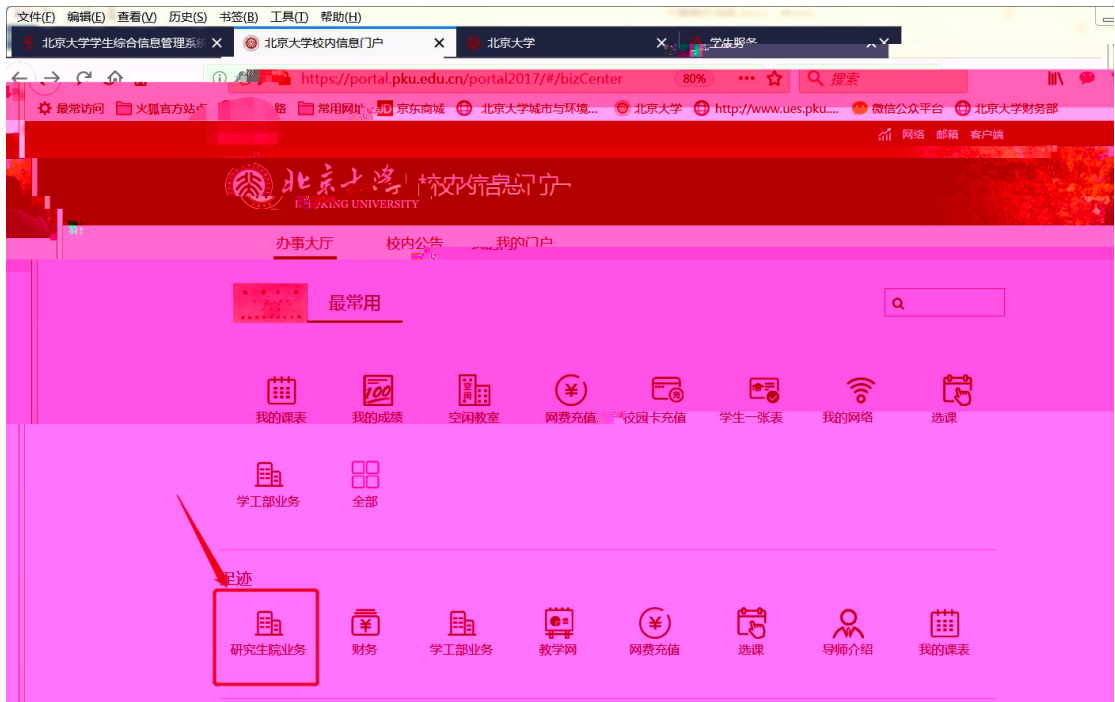 文件(F) 编辑(E) 查看(V) 历史(S) 书签(B) 工具(T) 帮助(H)
北京大学学生综合信息管理系统 北京大学校内信息门户 北京大学 学生服务
https://portal.pku.edu.cn/portal2017/#/bizCenter 80% 搜索
最常访问 火狐官方站点 常用网址 JD 京东商城 北京大学城市与环境... 北京大学 http://www.ues.pku.... 微信公众平台 北京大学财务部
网络 邮箱 客户端
北京大学 校内信息门户
PEKING UNIVERSITY
办事大厅 校内公告 我的门户
最常用
我的课表 我的成绩 空闲教室 网费充值 校园卡充值 学生一张表 我的网络 选课
学工部业务 全部
足迹
研究生院业务 财务 学工部业务 教学网 网费充值 选课 导师介绍 我的课表